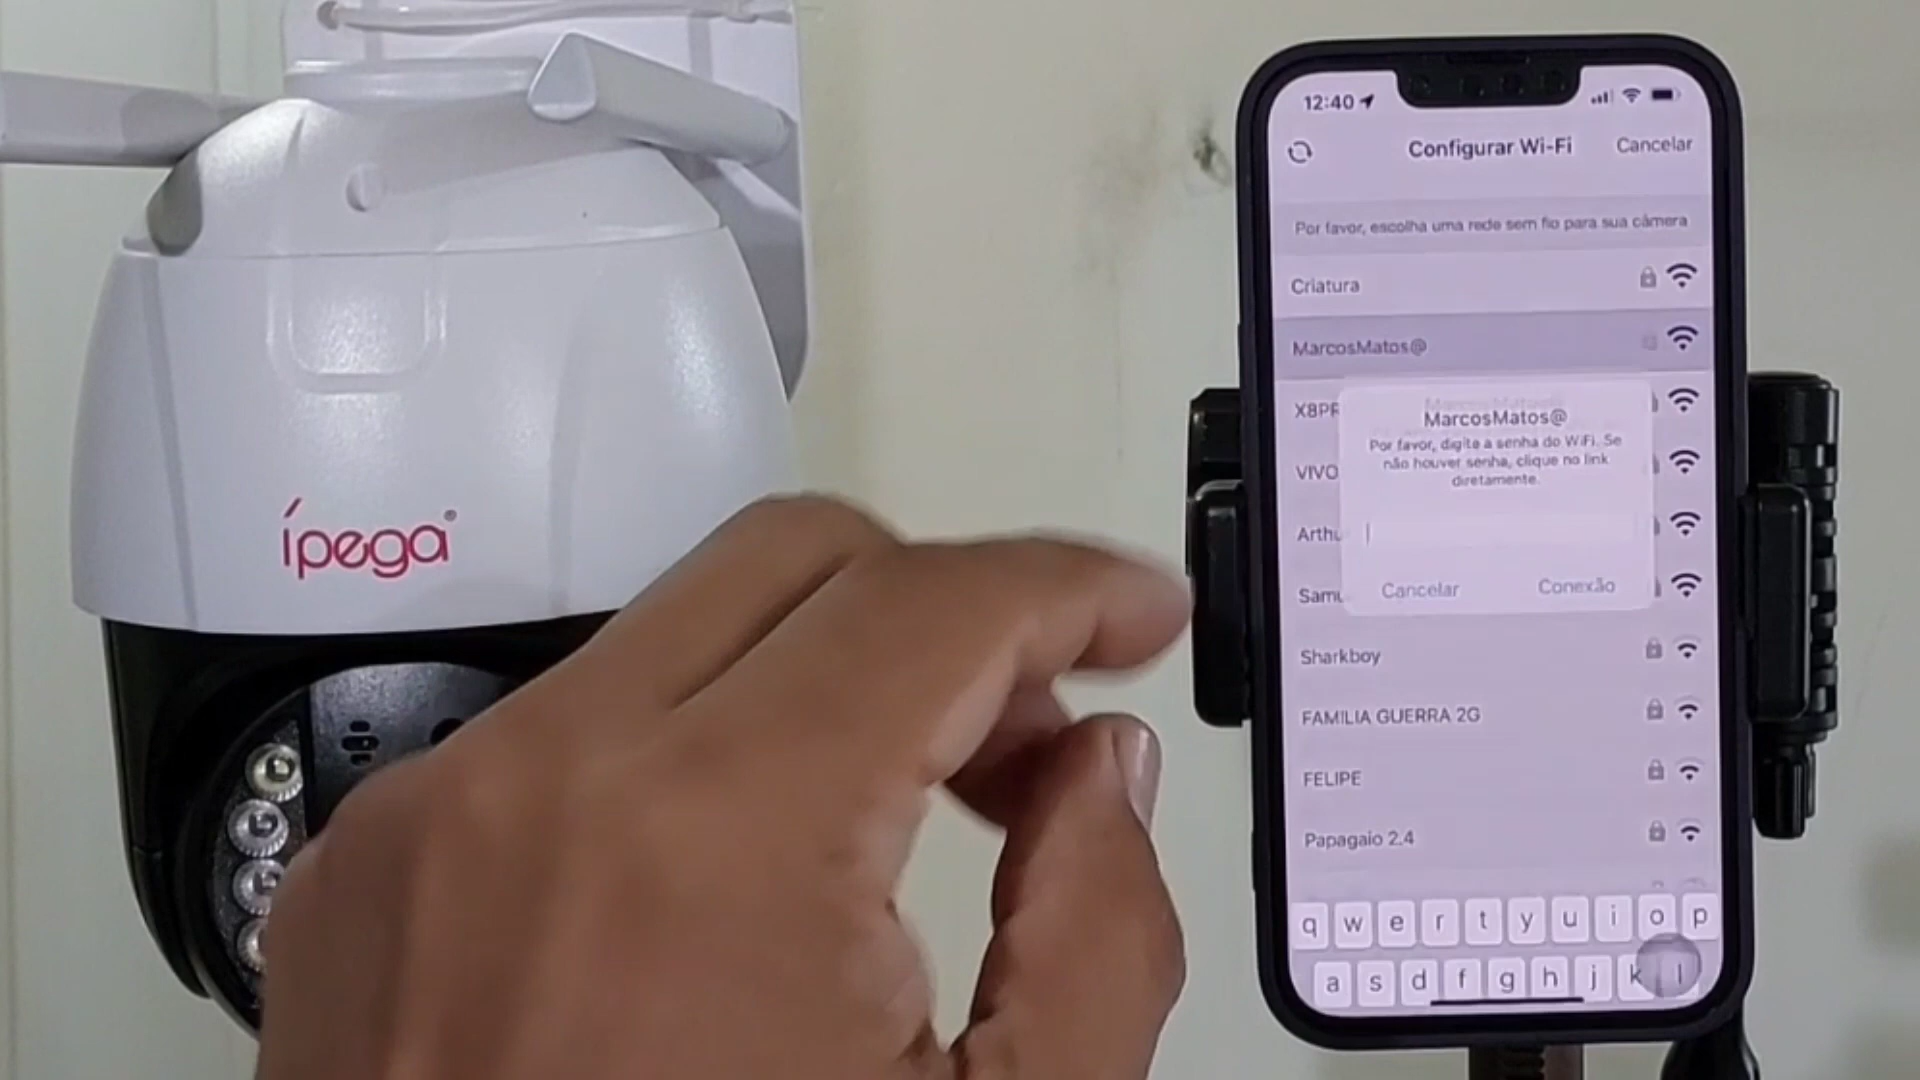 ípega®
12:40
Configurar Wi-Fi
Cancelar
Por favor, escolha uma rede sem fio para sua câmera
Criatura
MarcosMatos@
X8PR
VIVO
Arthu
Samu
MarcosMatos@
Por favor, digite a senha do WiFi. Se
não houver senha, clique no link
diretamente.
Cancelar
Conexão
Sharkboy
FAMILIA GUERRA 2G
FELIPE
Papagaio 2.4
q w e r t y u i o p
a s d f g h j k l